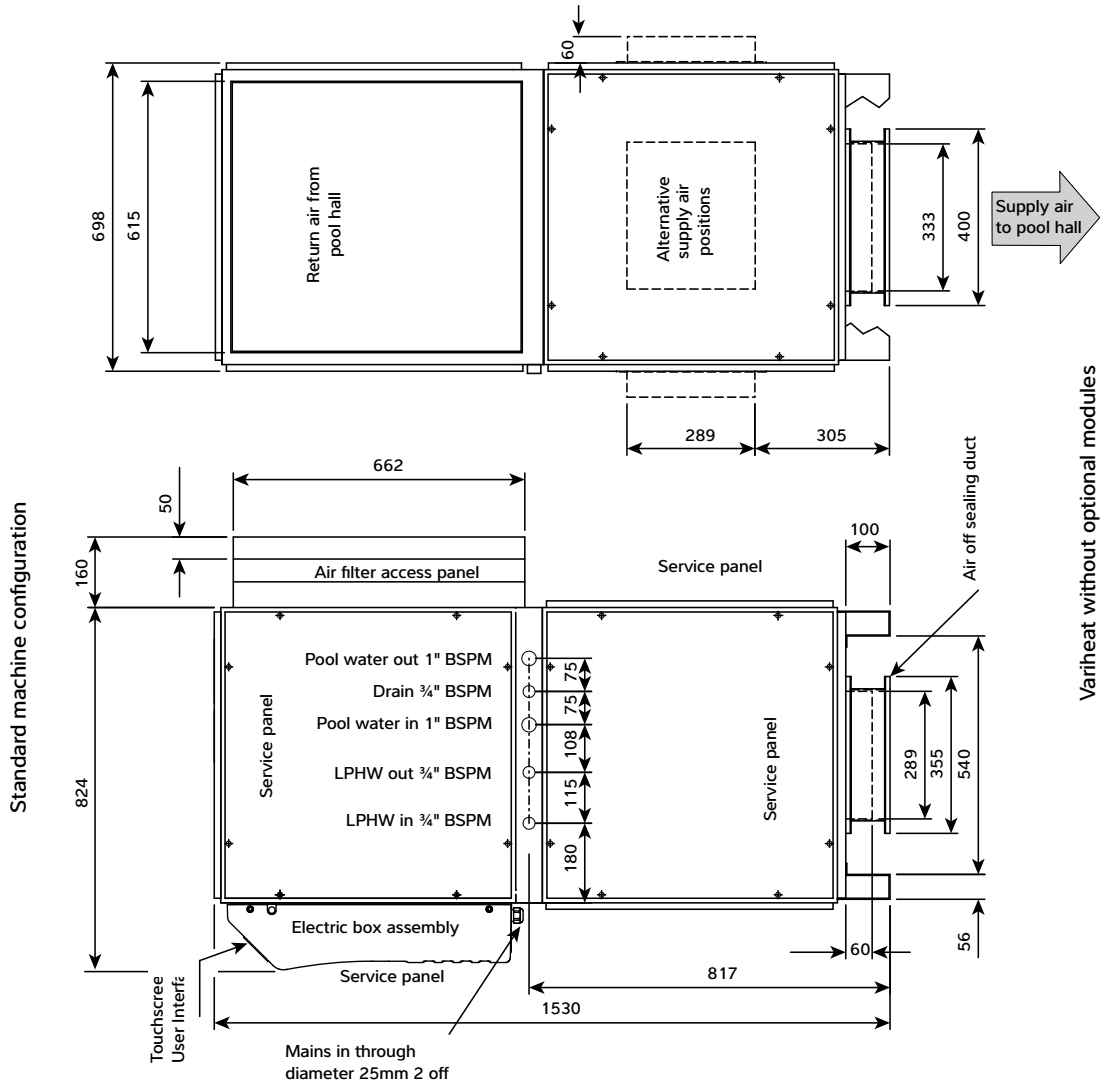 60
698
615
Return air from
pool hall
Alternative
supply air
positions
333
400
Supply air
to pool hall
289
305
Variheat without optional modules
Standard machine configuration
662
50
160
Air filter access panel
Service panel
100
Air off sealing duct
824
Service panel
Pool water out 1" BSPM
Drain ¾" BSPM
Pool water in 1" BSPM
LPHW out ¾" BSPM
LPHW in ¾" BSPM
75
75
108
115
180
Service panel
289
355
540
Electric box assembly
Service panel
60
56
817
1530
Touchscree
User Interfa
Mains in through
diameter 25mm 2 off